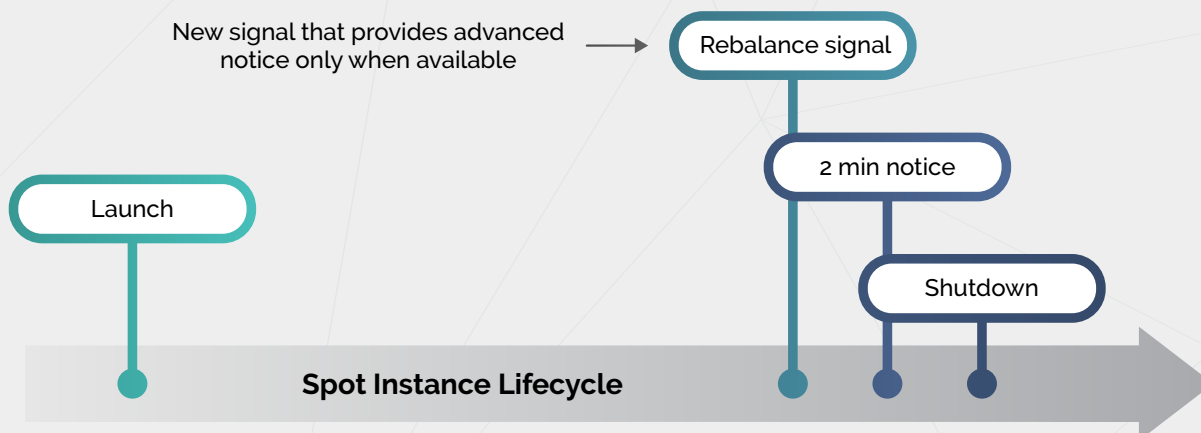 New signal that provides advanced
notice only when available
Rebalance signal
2 min notice
Launch
Shutdown
Spot Instance Lifecycle